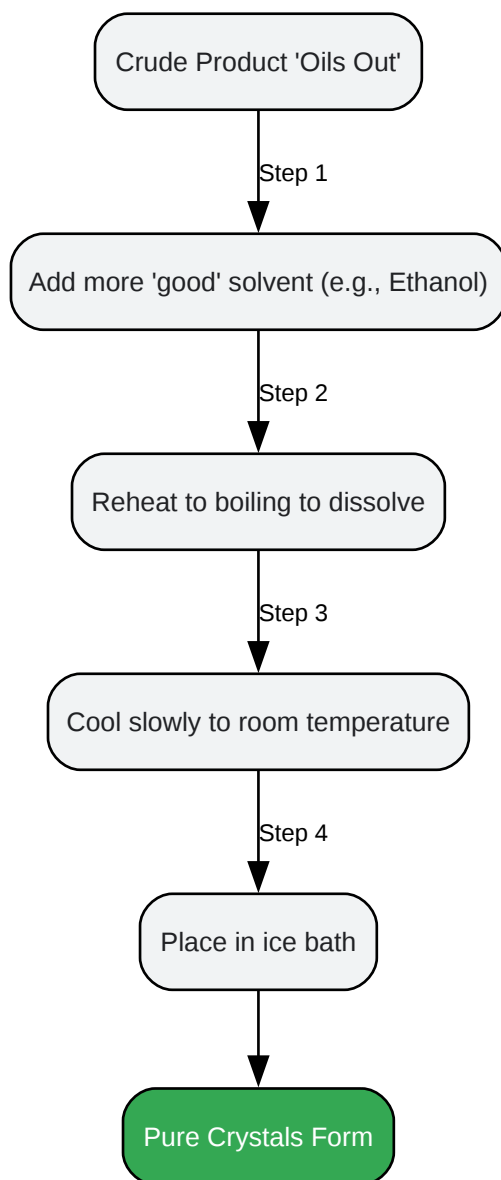 Crude Product 'Oils Out'
Step 1
Add more 'good' solvent (e.g., Ethanol)
Step 2
Reheat to boiling to dissolve
Step 3
Cool slowly to room temperature
Step 4
Place in ice bath
Pure Crystals Form